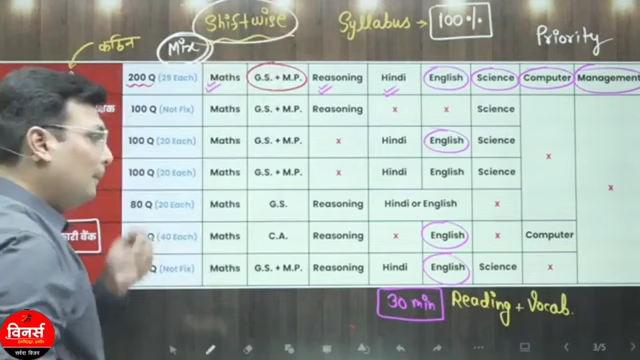 Shift wise Syllabus → 100%
कठिन Mix Priority
200 Q (25 Each) Maths G.S. + M.P. Reasoning Hindi English Science Computer Management
क्षक 100 Q (Not Fix) Maths G.S. + M.P. Reasoning x x Science
100 Q (20 Each) Maths G.S. + M.P. x Hindi English Science x
100 Q (20 Each) Maths G.S. + M.P. x Hindi English Science x
80 Q (20 Each) Maths G.S. Reasoning Hindi or English x
कारी बैंक Q (40 Each) Maths C.A. Reasoning x English x Computer
Q (Not Fix) Maths G.S. + M.P. Reasoning Hindi English Science x
30 min Reading + Vocab.
विनर्स
3/5